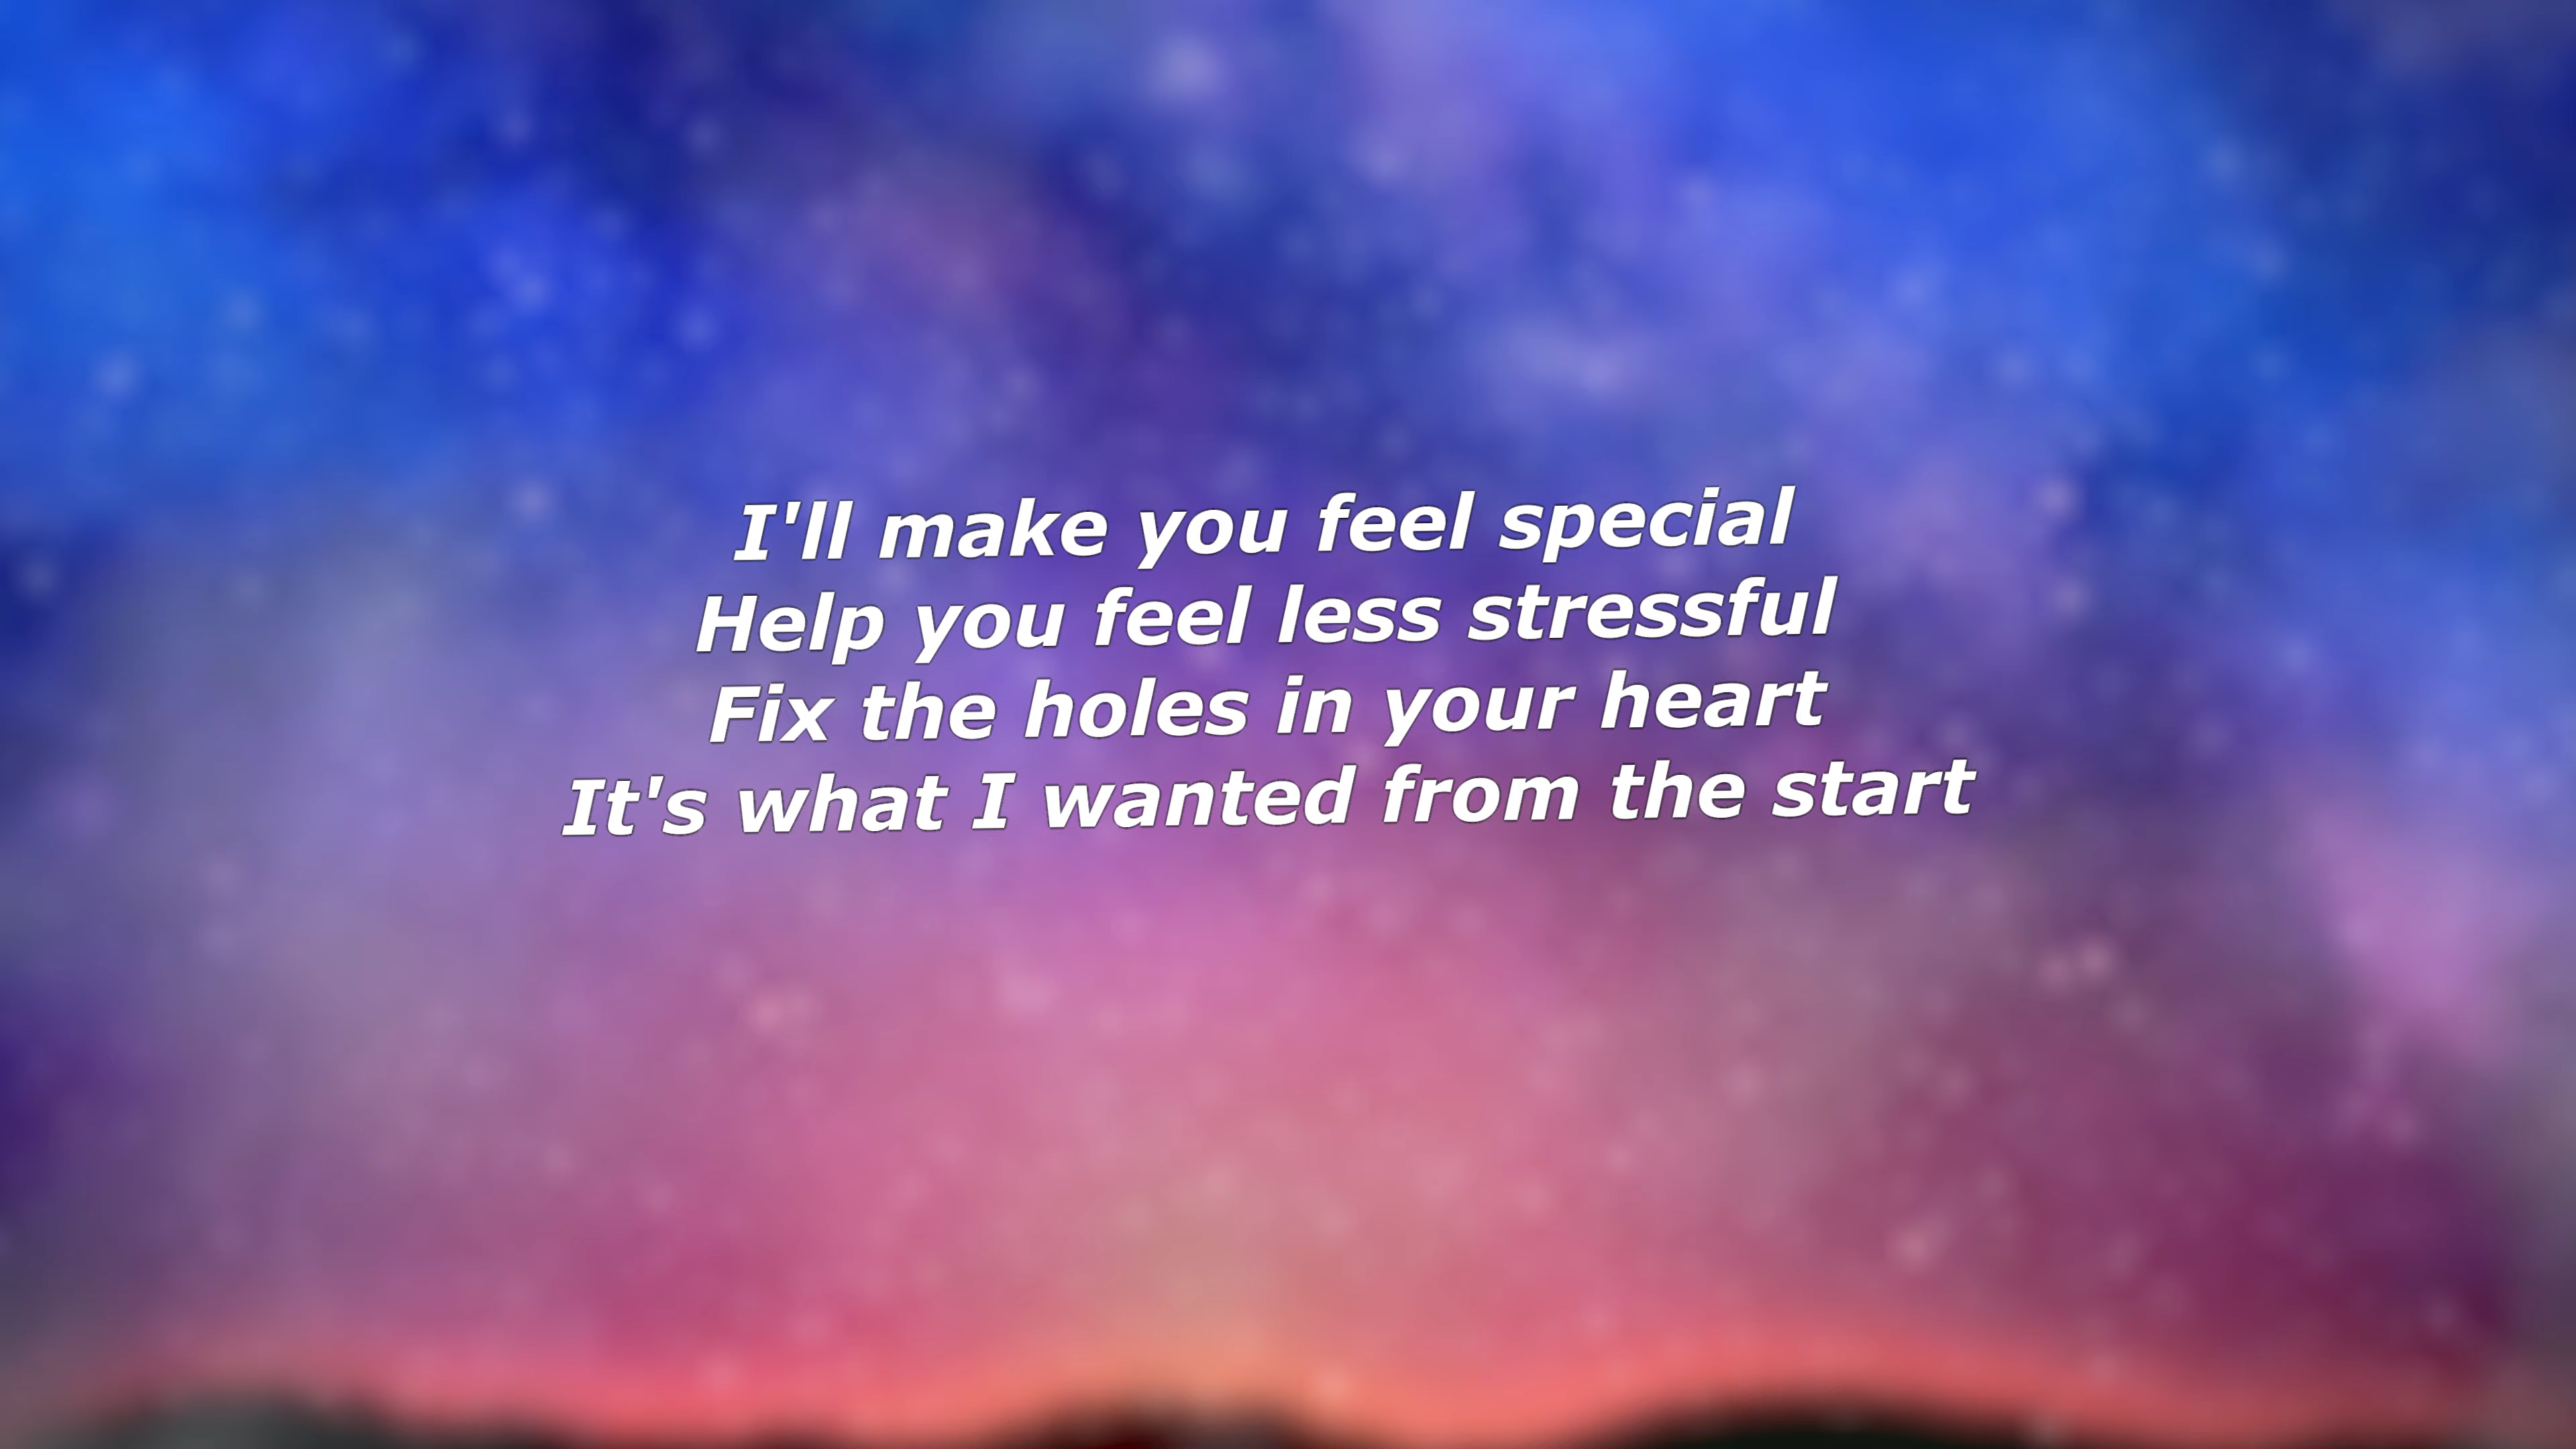 I'll make you feel special
Help you feel less stressful
Fix the holes in your heart
It's what I wanted from the start